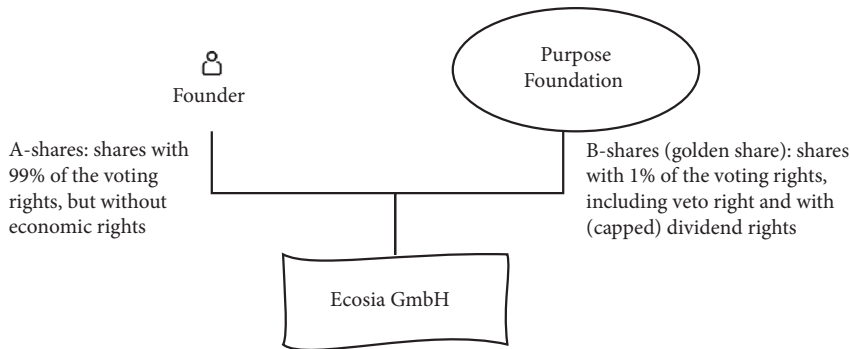 Founder
Purpose
Foundation
A-shares: shares with
99% of the voting
rights, but without
economic rights
B-shares (golden share): shares
with 1% of the voting rights,
including veto right and with
(capped) dividend rights
Ecosia GmbH